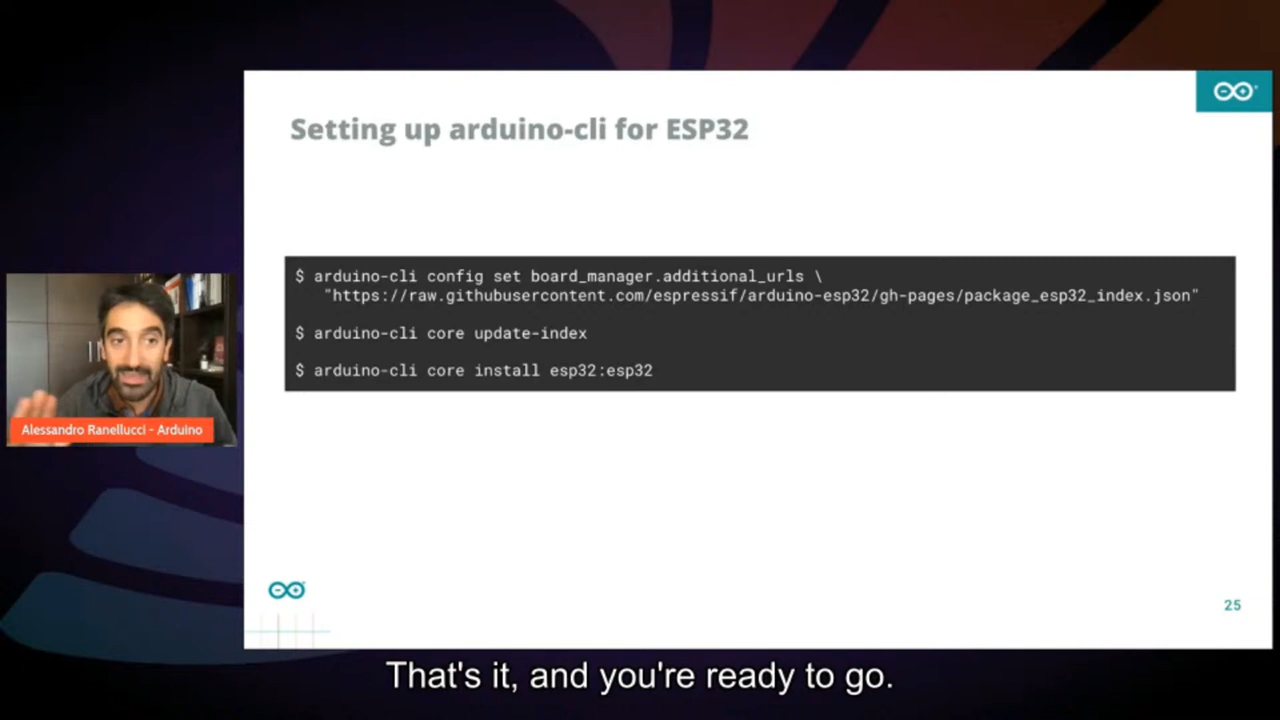 Setting up arduino-cli for ESP32
$ arduino-cli config set board_manager.additional_urls \
"https://raw.githubusercontent.com/espressif/arduino-esp32/gh-pages/package_esp32_index.json"
$ arduino-cli core update-index
$ arduino-cli core install esp32:esp32
Alessandro Ranellucci - Arduino
25
That's it, and you're ready to go.